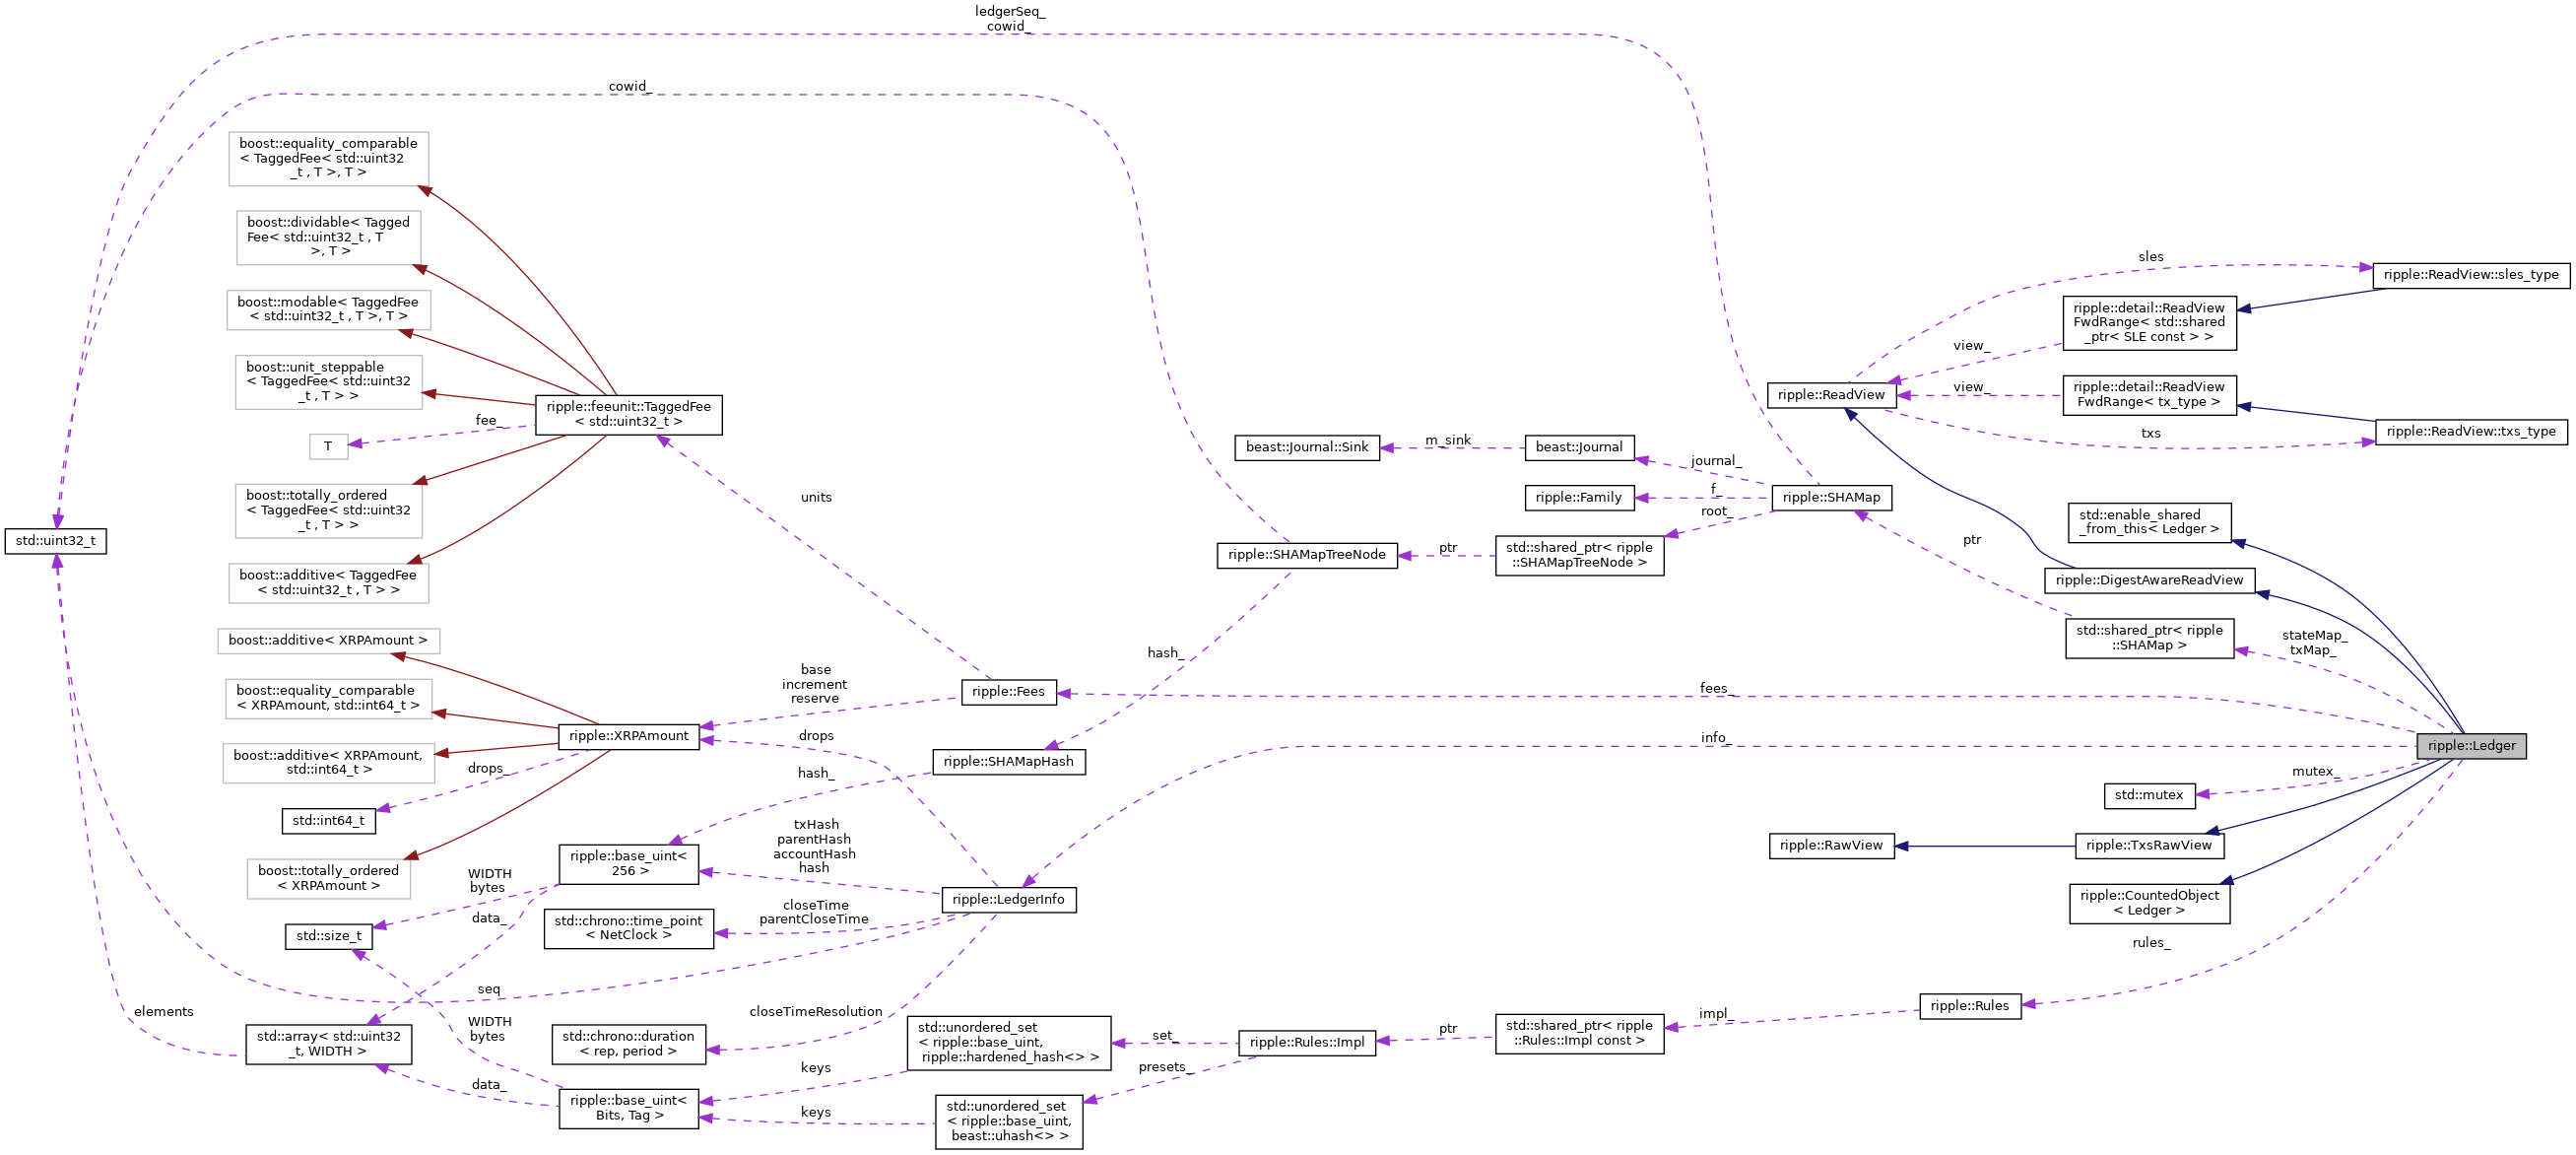 ledgerSeq_
cowid_
cowid_
boost::equality_comparable
< TaggedFee< std::uint32
_t , T >, T >
boost::dividable< Tagged
Fee< std::uint32_t , T
>, T >
boost::modable< TaggedFee
< std::uint32_t , T >, T >
boost::unit_steppable
< TaggedFee< std::uint32
_t , T > >
fee_
T
boost::totally_ordered
< TaggedFee< std::uint32
_t , T > >
boost::additive< TaggedFee
< std::uint32_t , T > >
ripple::feeunit::TaggedFee
< std::uint32_t >
units
std::uint32_t
boost::additive< XRPAmount >
boost::equality_comparable
< XRPAmount, std::int64_t >
boost::additive< XRPAmount,
std::int64_t >
drops_
std::int64_t
boost::totally_ordered
< XRPAmount >
ripple::XRPAmount
base
increment
reserve
drops
ripple::Fees
hash_
ripple::SHAMapHash
hash_
txHash
parentHash
accountHash
hash
ripple::base_uint<
256 >
WIDTH
bytes
data_
std::size_t
std::chrono::time_point
< NetClock >
closeTime
parentCloseTime
ripple::LedgerInfo
seq
elements
std::array< std::uint32
_t, WIDTH >
WIDTH
bytes
data_
closeTimeResolution
std::chrono::duration
< rep, period >
keys
ripple::base_uint<
Bits, Tag >
keys
std::unordered_set
< ripple::base_uint,
ripple::hardened_hash<> >
std::unordered_set
< ripple::base_uint,
beast::uhash<> >
set_
presets_
ripple::Rules::Impl
ptr
std::shared_ptr< ripple
::Rules::Impl const >
impl_
ripple::Rules
rules_
beast::Journal::Sink
m_sink
beast::Journal
journal_
ripple::Family
f_
root_
ripple::SHAMap
ripple::SHAMapTreeNode
ptr
std::shared_ptr< ripple
::SHAMapTreeNode >
fees_
info_
sles
ripple::ReadView::sles_type
ripple::detail::ReadView
FwdRange< std::shared
_ptr< SLE const > >
view_
view_
ripple::detail::ReadView
FwdRange< tx_type >
ripple::ReadView
txs
ripple::ReadView::txs_type
std::enable_shared
_from_this< Ledger >
ptr
ripple::DigestAwareReadView
std::shared_ptr< ripple
::SHAMap >
stateMap_
txMap_
ripple::Ledger
mutex_
std::mutex
ripple::RawView
ripple::TxsRawView
ripple::CountedObject
< Ledger >